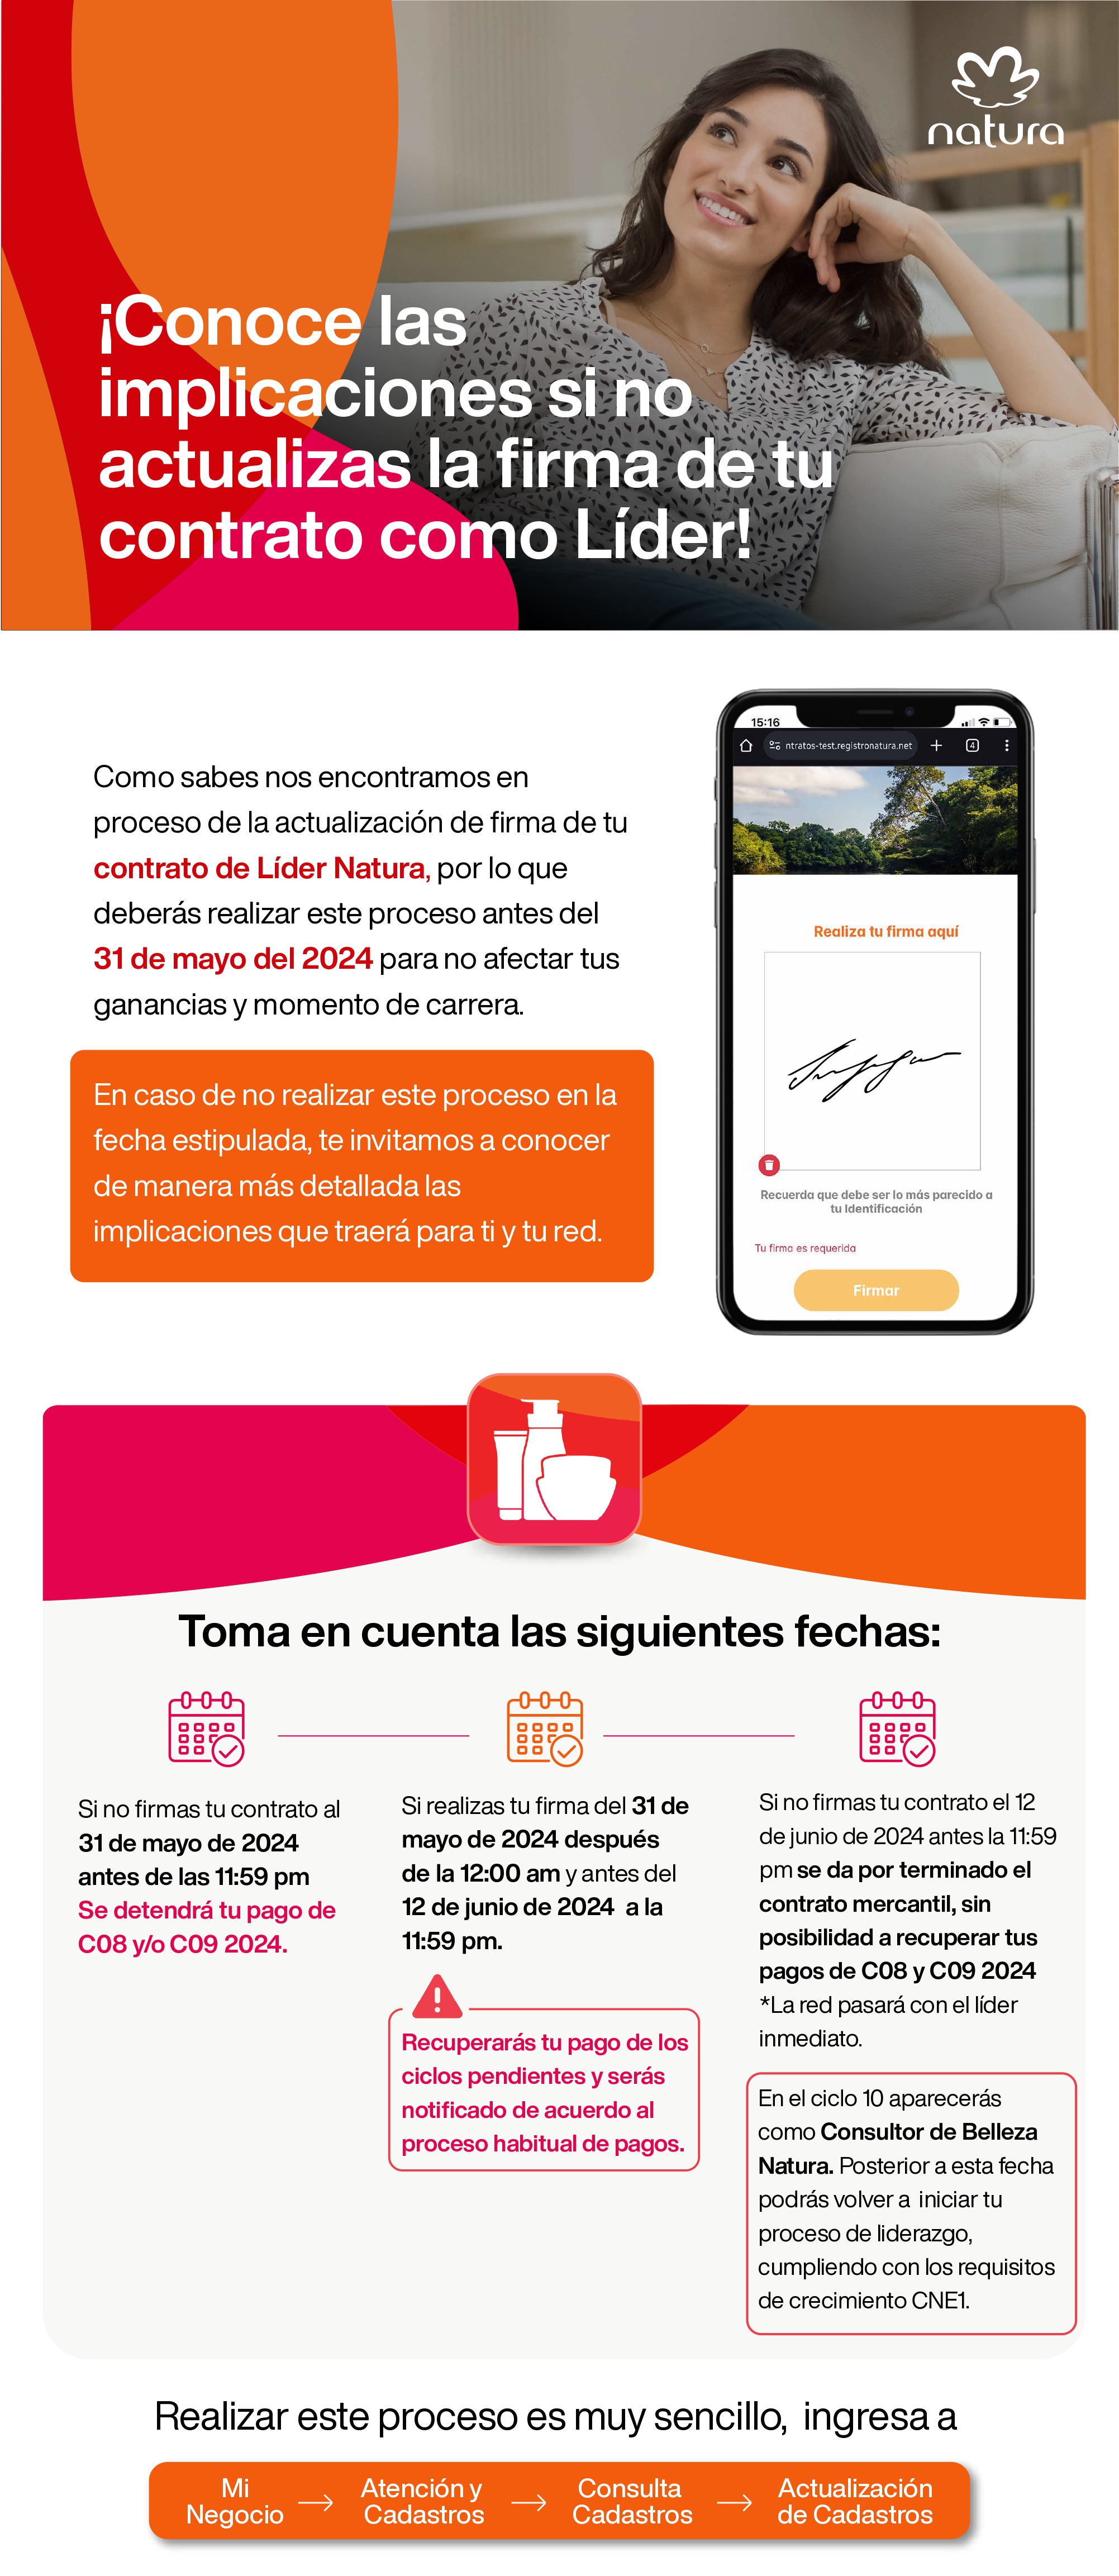 natura
¡Conoce las
implicaciones si no
actualizas la firma de tu
contrato como Líder!
Como sabes nos encontramos en
proceso de la actualización de firma de tu
contrato de Líder Natura, por lo que
deberás realizar este proceso antes del
31 de mayo del 2024 para no afectar tus
ganancias y momento de carrera.
En caso de no realizar este proceso en la
fecha estipulada, te invitamos a conocer
de manera más detallada las
implicaciones que traerá para ti y tu red.
15:16
ntratos-test.registronatura.net
4
Realiza tu firma aquí
Recuerda que debe ser lo más parecido a
tu Identificación
Tu firma es requerida
Firmar
Toma en cuenta las siguientes fechas:
Si no firmas tu contrato al
31 de mayo de 2024
antes de las 11:59 pm
Se detendrá tu pago de
C08 y/o C09 2024.
Si realizas tu firma del 31 de
mayo de 2024 después
de la 12:00 am y antes del
12 de junio de 2024 a la
11:59 pm.
Recuperarás tu pago de los
ciclos pendientes y serás
notificado de acuerdo al
proceso habitual de pagos.
Si no firmas tu contrato el 12
de junio de 2024 antes la 11:59
pm se da por terminado el
contrato mercantil, sin
posibilidad a recuperar tus
pagos de C08 y C09 2024
*La red pasará con el líder
inmediato.
En el ciclo 10 aparecerás
como Consultor de Belleza
Natura. Posterior a esta fecha
podrás volver a iniciar tu
proceso de liderazgo,
cumpliendo con los requisitos
de crecimiento CNE1.
Realizar este proceso es muy sencillo, ingresa a
Mi
Negocio
Atención y
Cadastros
Consulta
Cadastros
Actualización
de Cadastros